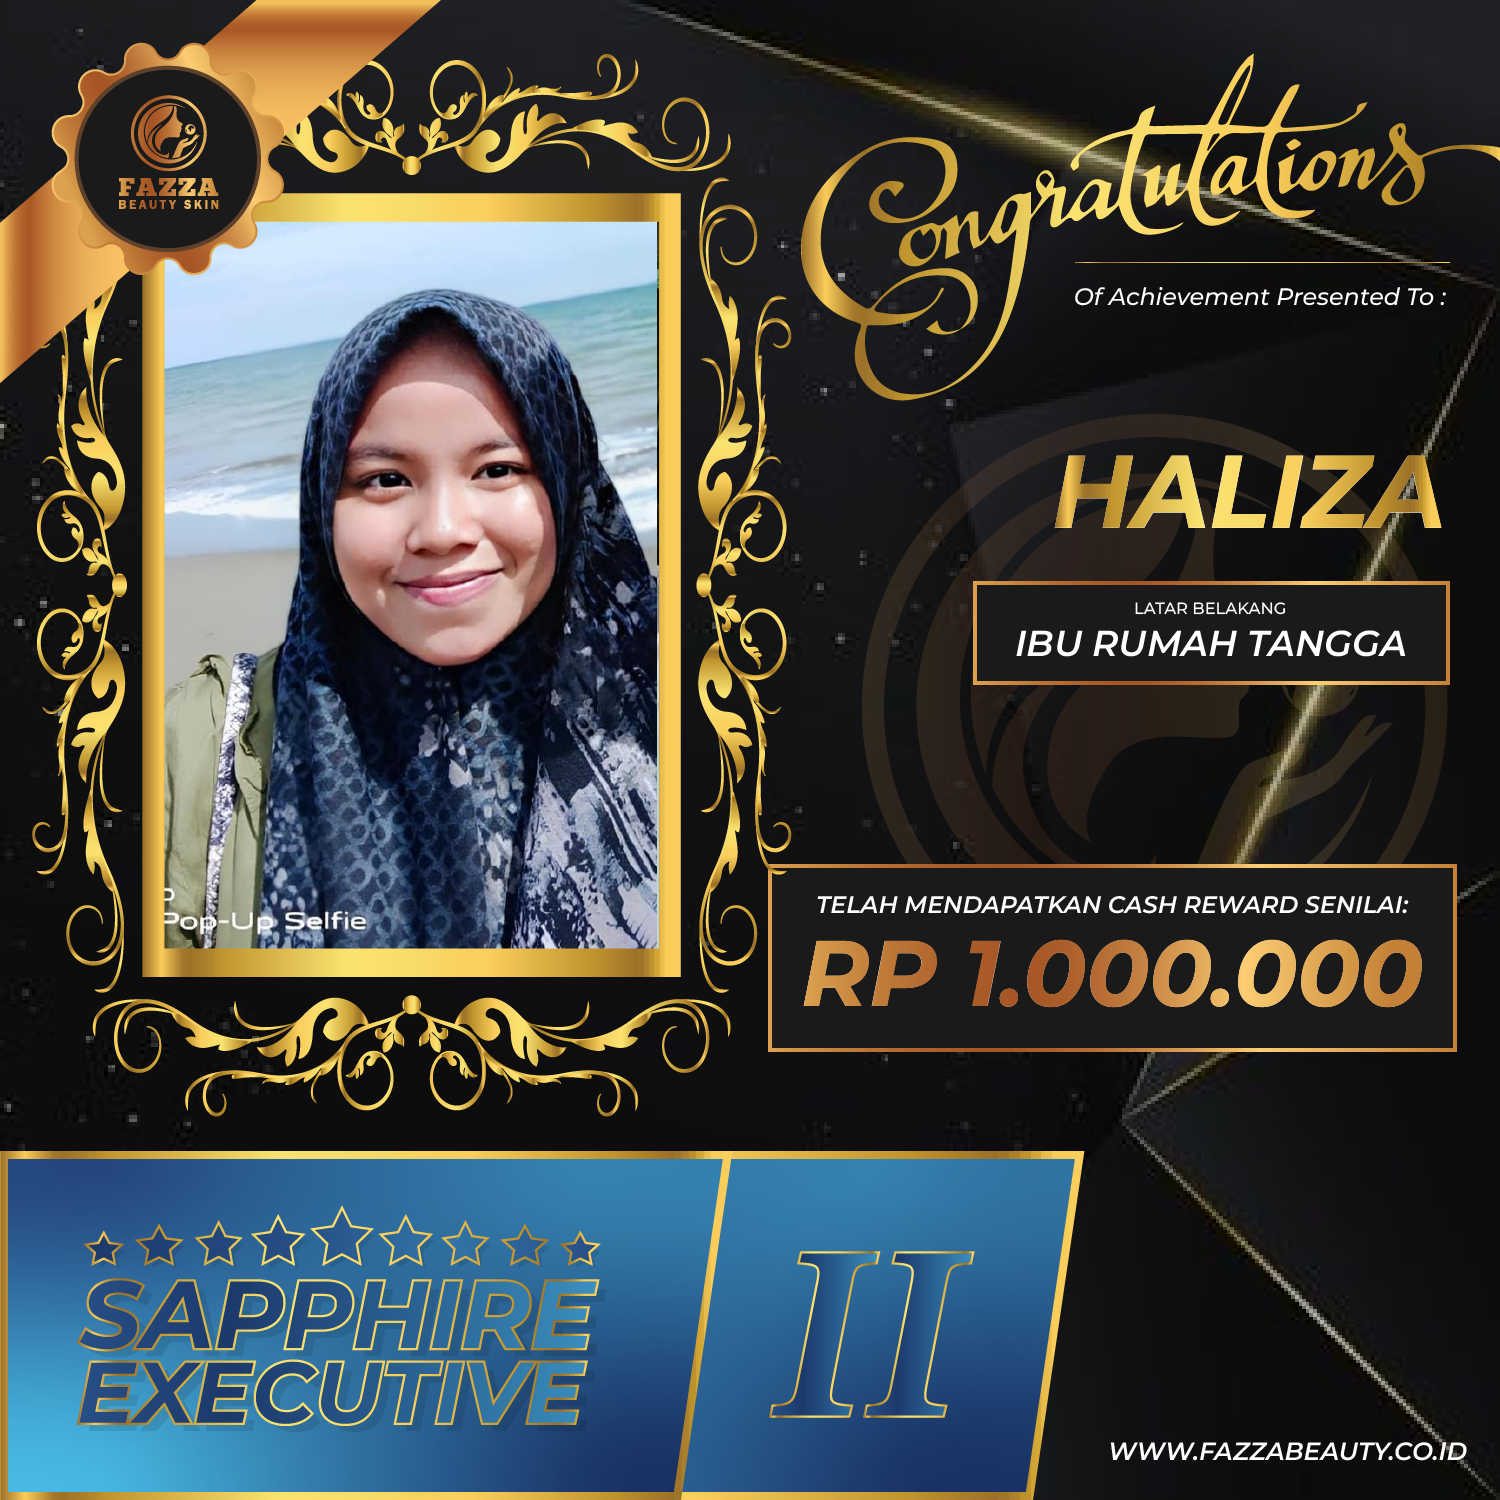 FAZZA
BEAUTY SKIN
Congratulations
Of Achievement Presented To :
HALIZA
LATAR BELAKANG
IBU RUMAH TANGGA
TELAH MENDAPATKAN CASH REWARD SENILAI:
RP 1.000.000
Pop-Up Selfie
SAPPHIRE
EXECUTIVE
II
WWW.FAZZABEAUTY.CO.ID